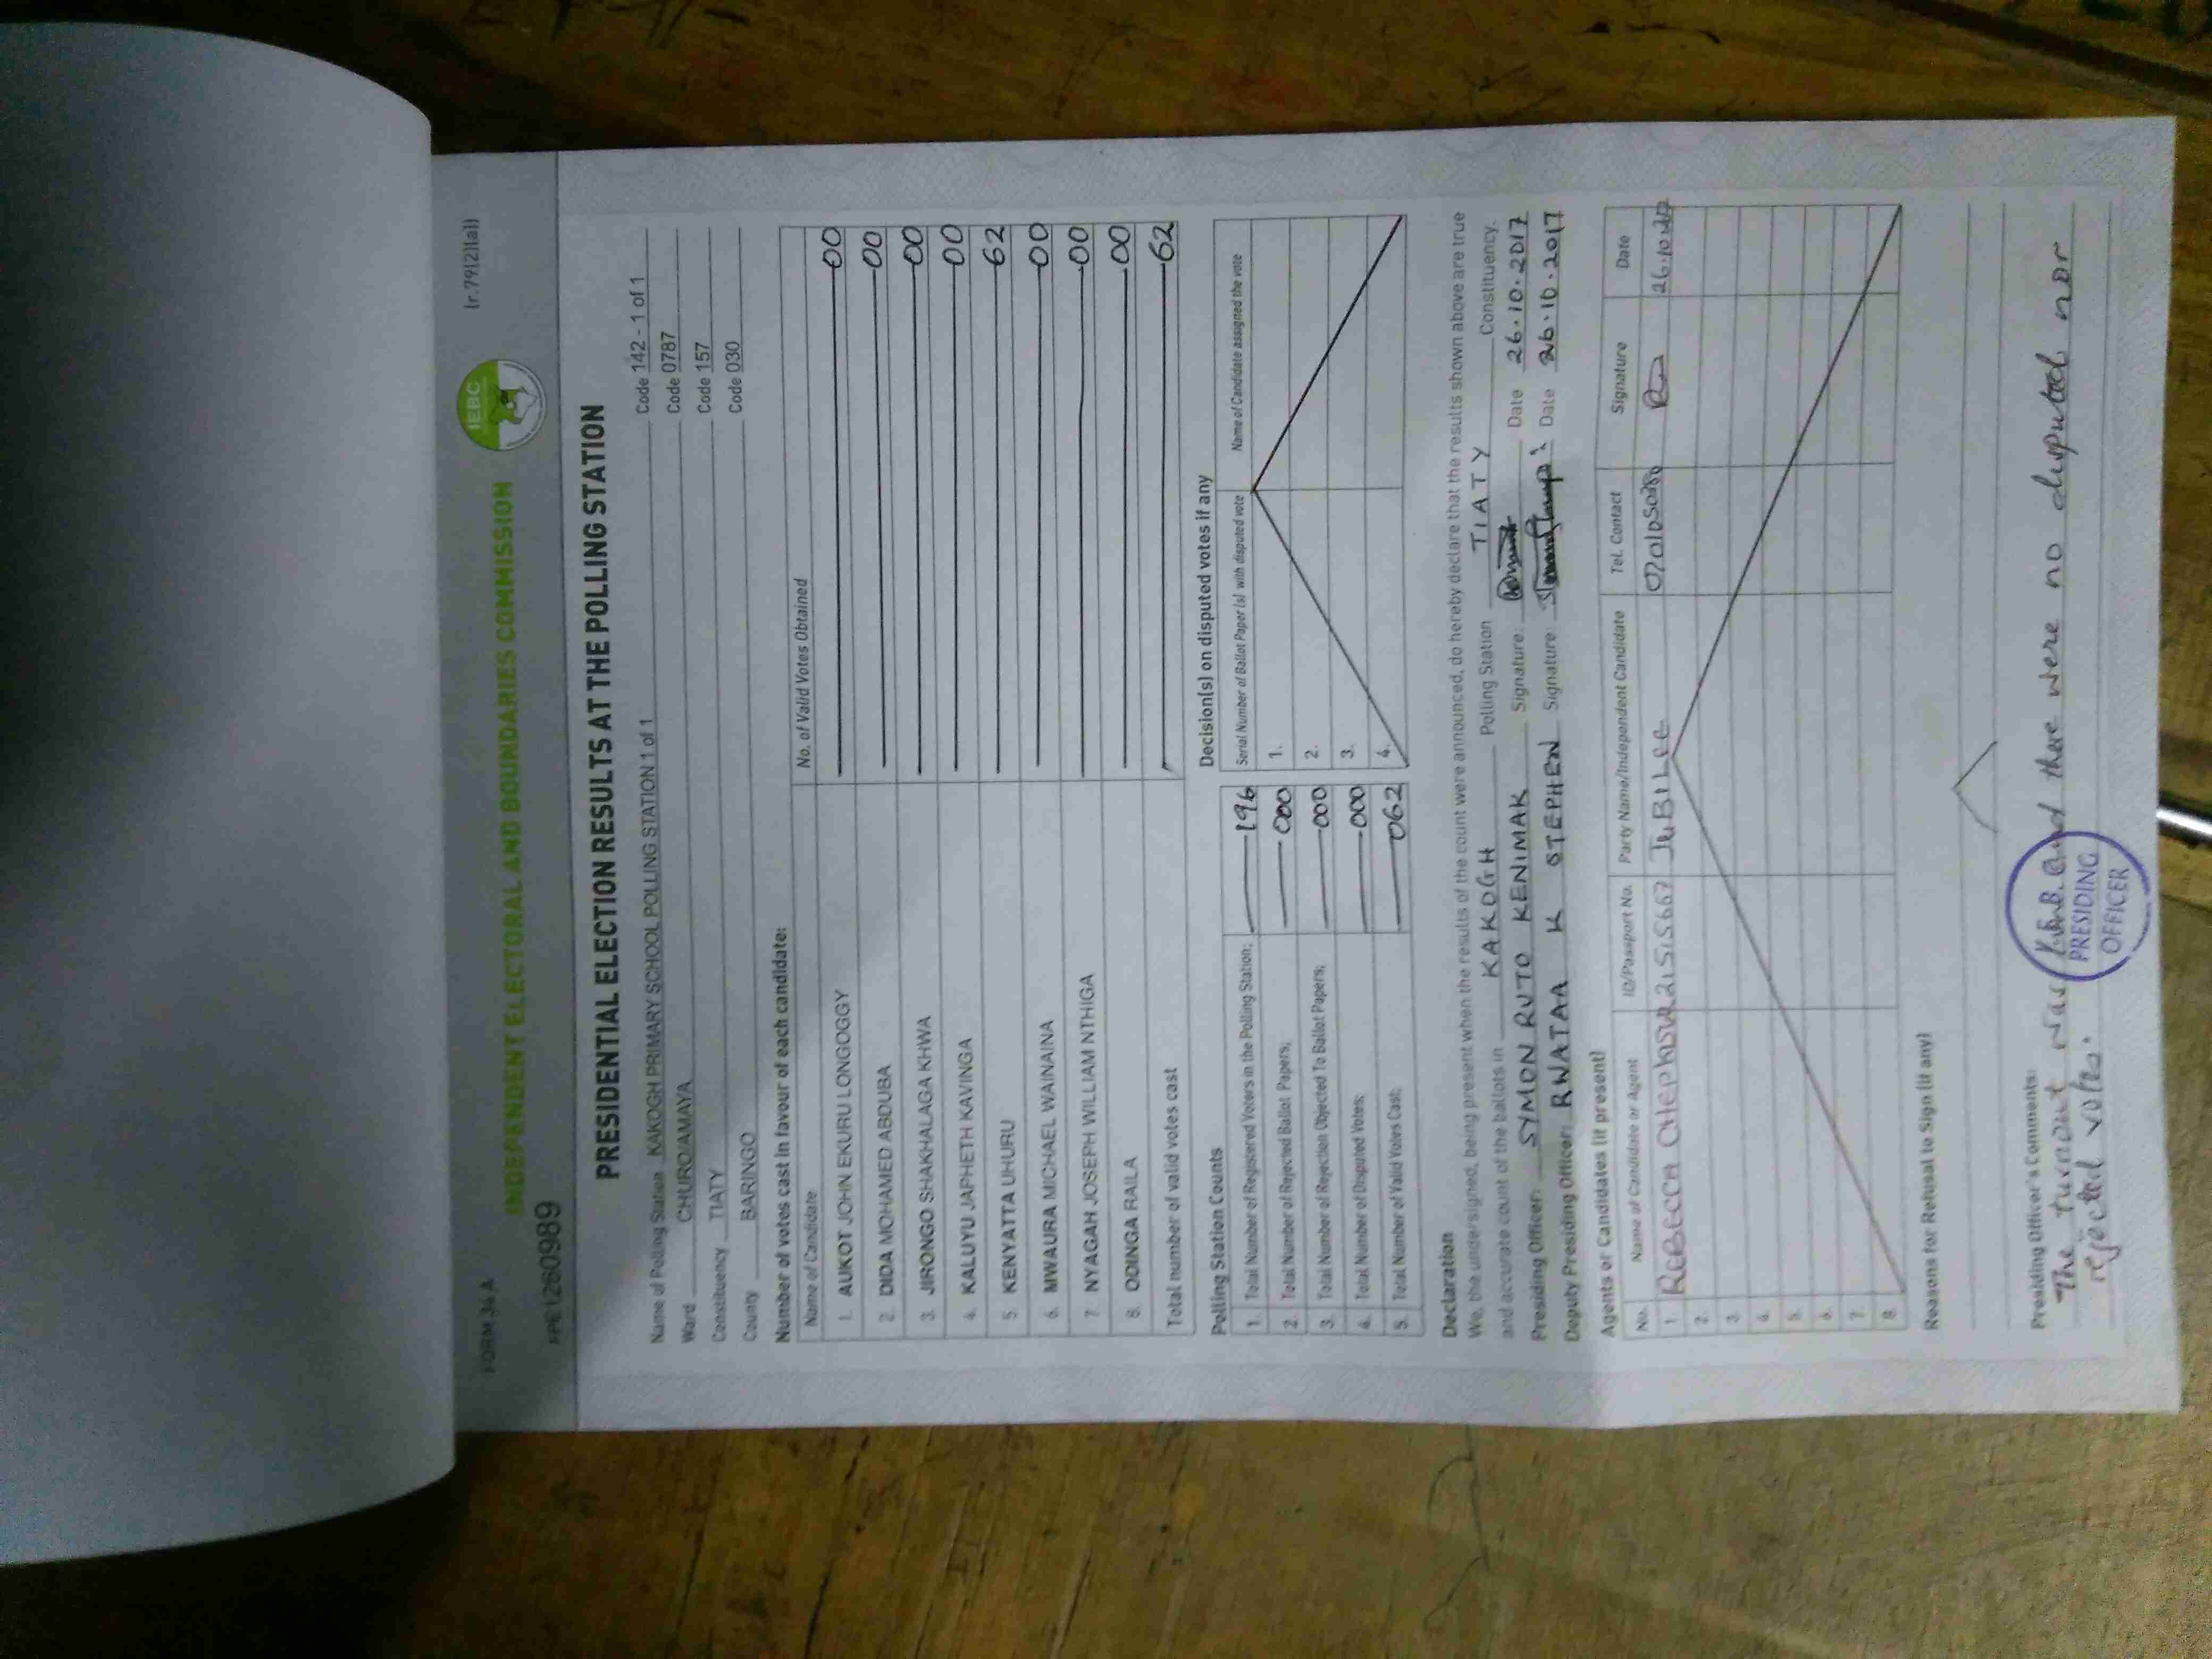 FORM 34 A (r.79(2)(a))
INDEPENDENT ELECTORAL AND BOUNDARIES COMMISSION
IEBC
PRE1260989
PRESIDENTIAL ELECTION RESULTS AT THE POLLING STATION
Name of Polling Station KAKOGH PRIMARY SCHOOL POLLING STATION 1 of 1 Code 142 - 1 of 1
Ward CHURO/AMAYA Code 0787
Constituency TIATY Code 157
County BARINGO Code 030
Number of votes cast in favour of each candidate:
Name of Candidate No. of Valid Votes Obtained
1. AUKOT JOHN EKURU LONGOGGY 00
2. DIDA MOHAMED ABDUBA 00
3. JIRONGO SHAKHALAGA KHWA 00
4. KALUYU JAPHETH KAVINGA 00
5. KENYATTA UHURU 62
6. MWAURA MICHAEL WAINAINA 00
7. NYAGAH JOSEPH WILLIAM NTHIGA 00
8. ODINGA RAILA 00
Total number of valid votes cast 62
Polling Station Counts
1. Total Number of Registered Voters in the Polling Station; 196
2. Total Number of Rejected Ballot Papers; 000
3. Total Number of Rejection Objected To Ballot Papers; 000
4. Total Number of Disputed Votes; 000
5. Total Number of Valid Votes Cast; 062
Decision(s) on disputed votes if any
Serial Number of Ballot Paper (s) with disputed vote Name of Candidate assigned the vote
1.
2.
3.
4.
Declaration
We, the undersigned, being present when the results of the count were announced, do hereby declare that the results shown above are true
and accurate count of the ballots in KAKOGH Polling Station TIATY Constituency.
Presiding Officer: SYMON RUTO KENIMAK Signature: Date 26.10.2017
Deputy Presiding Officer: RWATAA K STEPHEN Signature: Date 26.10.2017
Agents or Candidates (if present)
No. Name of Candidate or Agent ID/Passport No. Party Name/Independent Candidate Tel. Contact Signature Date
1. REBECCA JUBILEE
2.
3.
4.
5.
6.
7.
8.
Reasons for Refusal to Sign (if any)
Presiding Officer's Comments:
The turnout was and there were no disputed nor
rejected votes.
PRESIDING
OFFICER